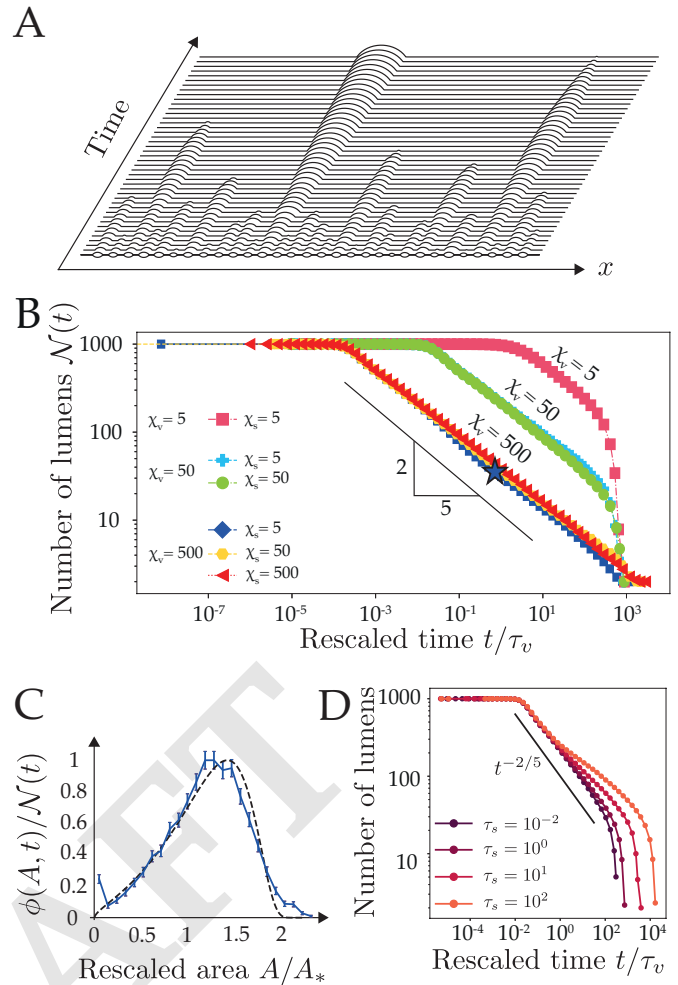 A
Time
x
B
Number of lumens 𝒩(t)
1000
100
10
χᵥ= 5
χᵥ= 50
χᵥ= 500
2
5
χᵥ= 5 χₛ= 5
χᵥ= 50 χₛ= 5
χₛ= 50
χᵥ= 500 χₛ= 5
χₛ= 50
χₛ= 500
10⁻⁷ 10⁻⁵ 10⁻³ 10⁻¹ 10¹ 10³
Rescaled time t/τᵥ
C
ϕ(A, t)/𝒩(t)
1
0.8
0.6
0.4
0.2
0
0 0.5 1 1.5 2
Rescaled area A/A∗
D
Number of lumens
1000
100
10
t⁻²/⁵
τₛ = 10⁻²
τₛ = 10⁰
τₛ = 10¹
τₛ = 10²
10⁻⁴ 10⁻² 10⁰ 10² 10⁴
Rescaled time t/τᵥ
AFT